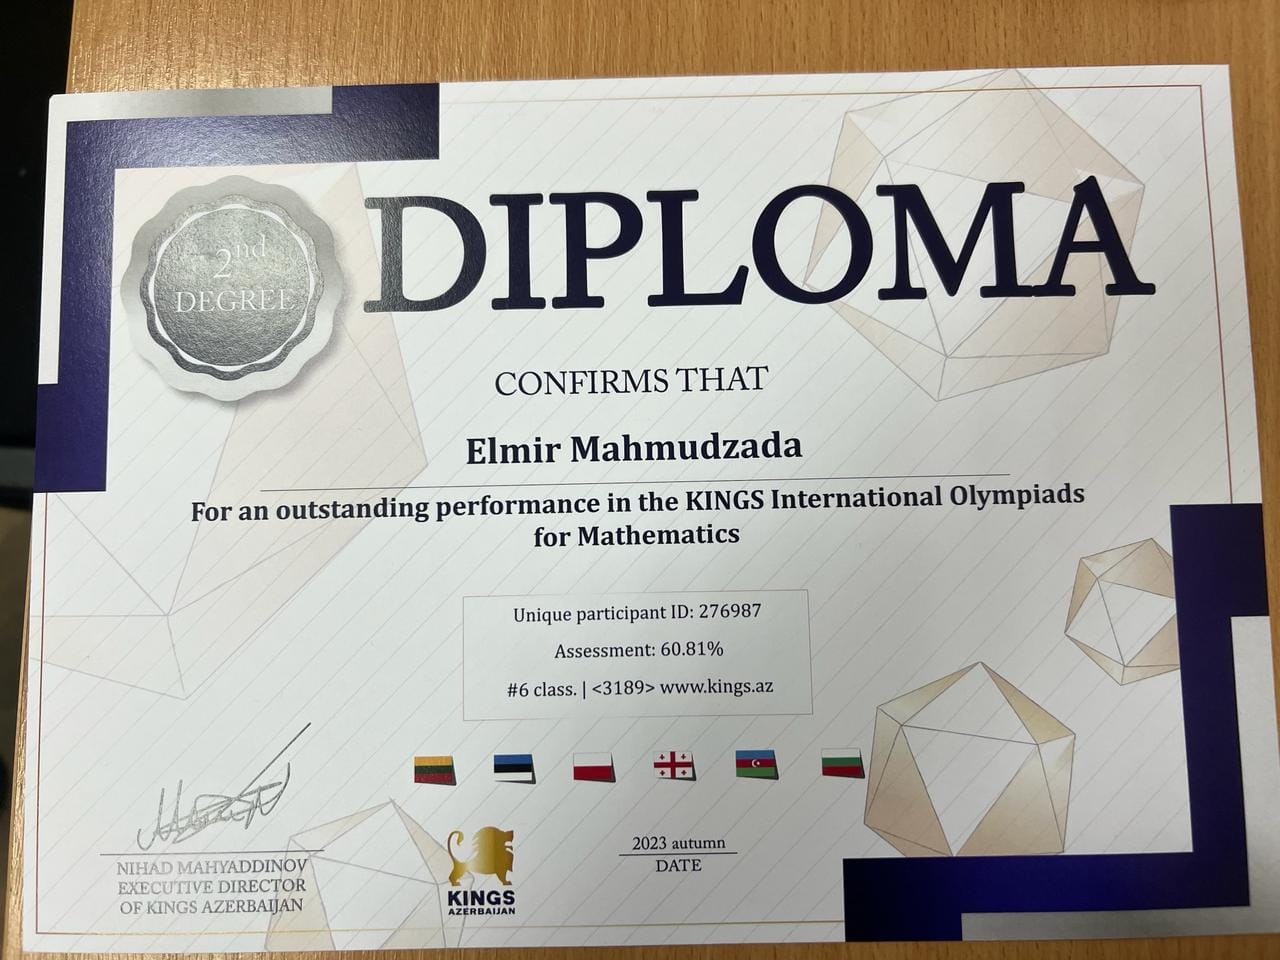 2nd
DEGREE
DIPLOMA
CONFIRMS THAT
Elmir Mahmudzada
For an outstanding performance in the KINGS International Olympiads
for Mathematics
Unique participant ID: 276987
Assessment: 60.81%
#6 class. | <3189> www.kings.az
NIHAD MAHYADDINOV
EXECUTIVE DIRECTOR
OF KINGS AZERBAIJAN
KINGS
AZERBAIJAN
2023 autumn
DATE